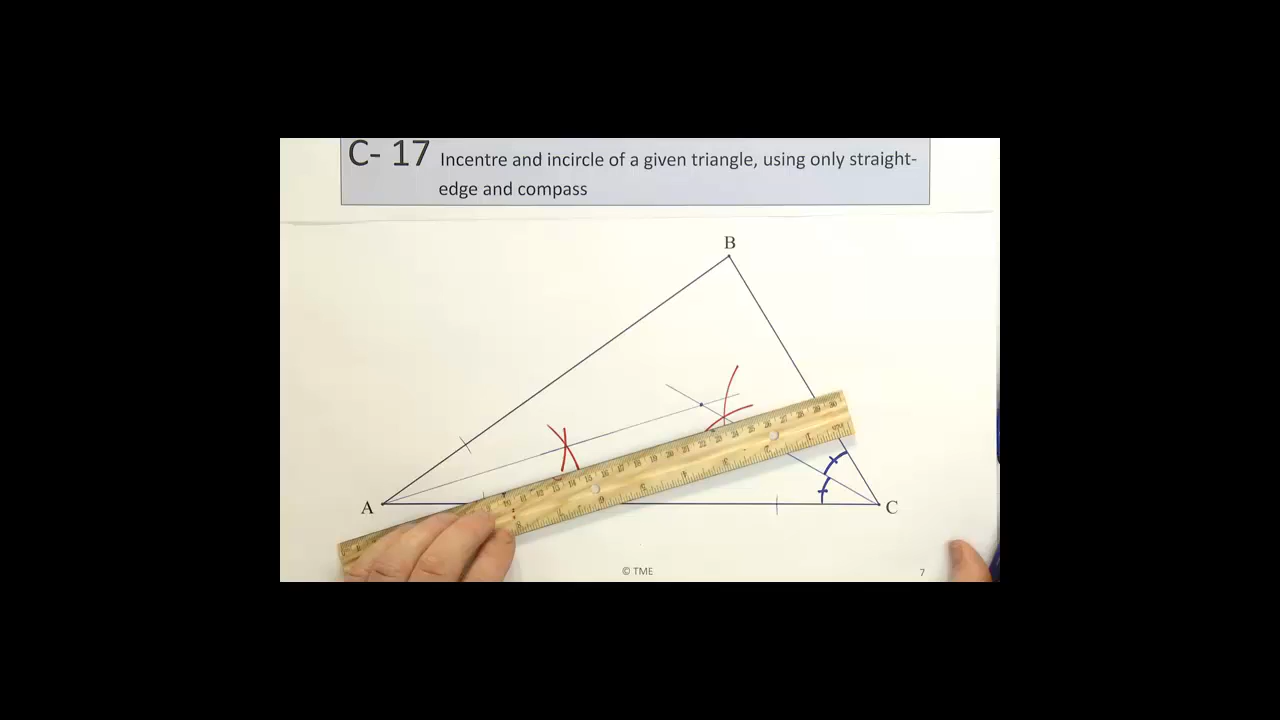 C- 17 Incentre and incircle of a given triangle, using only straight-
edge and compass
B
A
C
© TME
7